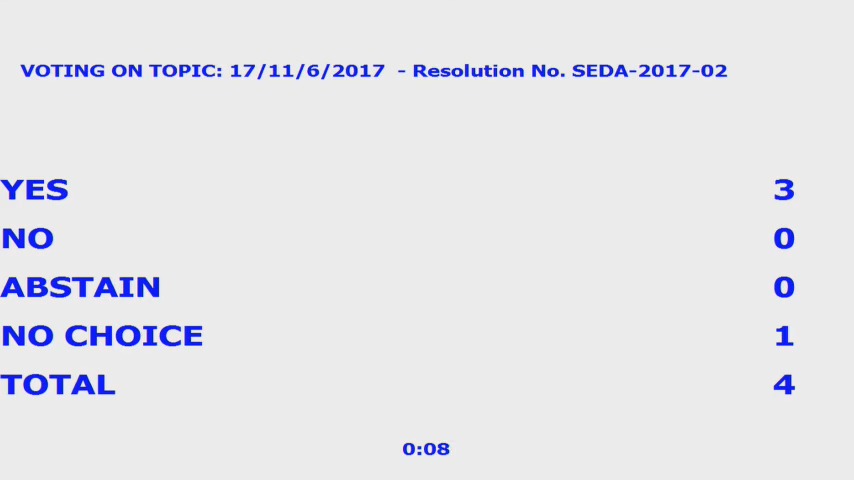 VOTING ON TOPIC: 17/11/6/2017 - Resolution No. SEDA-2017-02
YES 3
NO 0
ABSTAIN 0
NO CHOICE 1
TOTAL 4
0:08